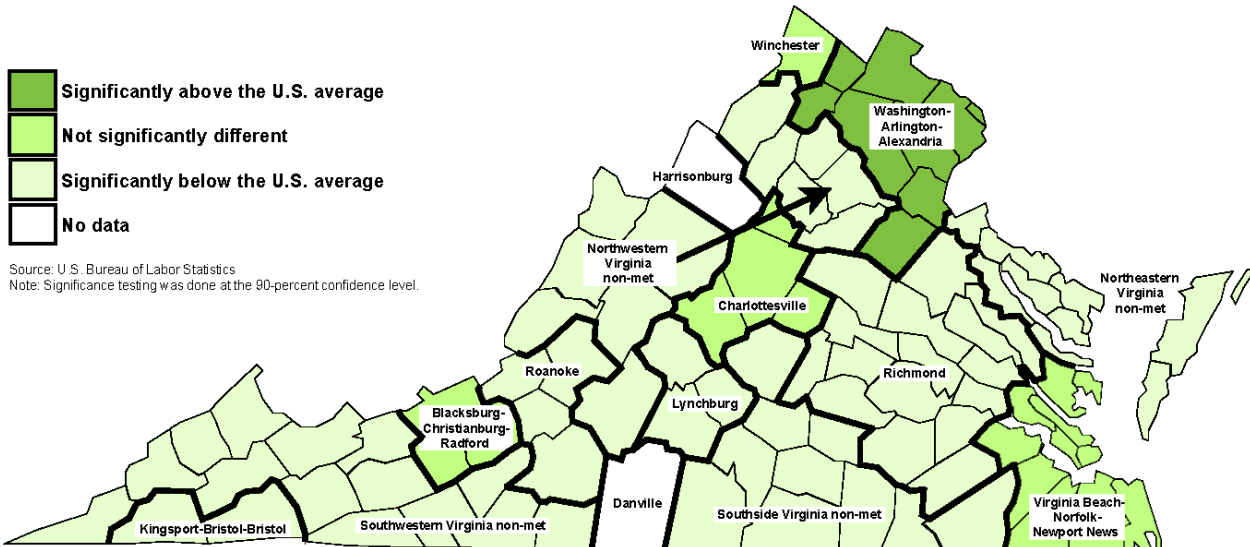 Significantly above the U.S. average
Not significantly different
Significantly below the U.S. average
No data
Source: U.S. Bureau of Labor Statistics
Note: Significance testing was done at the 90-percent confidence level.
Winchester
Washington-
Arlington-
Alexandria
Harrisonburg
Northwestern
Virginia
non-met
Northeastern
Virginia
non-met
Charlottesville
Roanoke
Richmond
Lynchburg
Blacksburg-
Christianburg-
Radford
Danville
Kingsport-Bristol-Bristol
Southwestern Virginia non-met
Southside Virginia non-met
Virginia Beach-
Norfolk-
Newport News